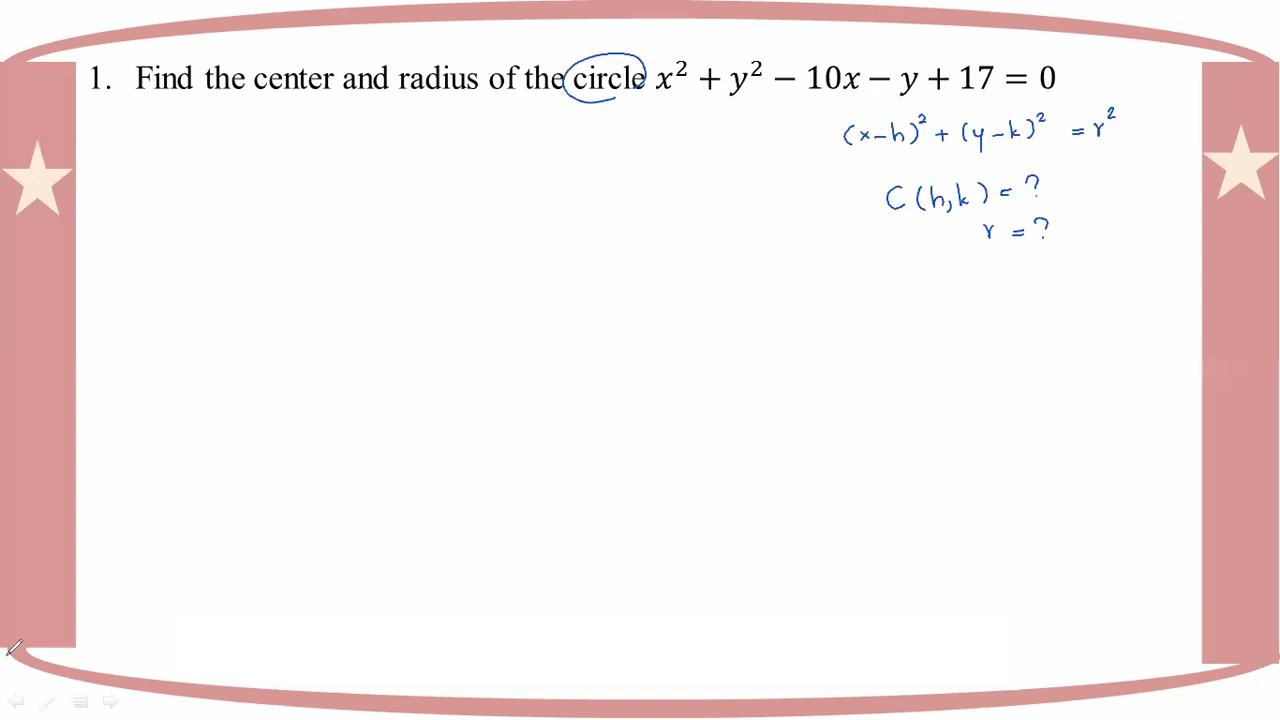 1. Find the center and radius of the circle x² + y² − 10x − y + 17 = 0
(x−h)² + (y−k)² = r²
C(h,k) = ?
r = ?